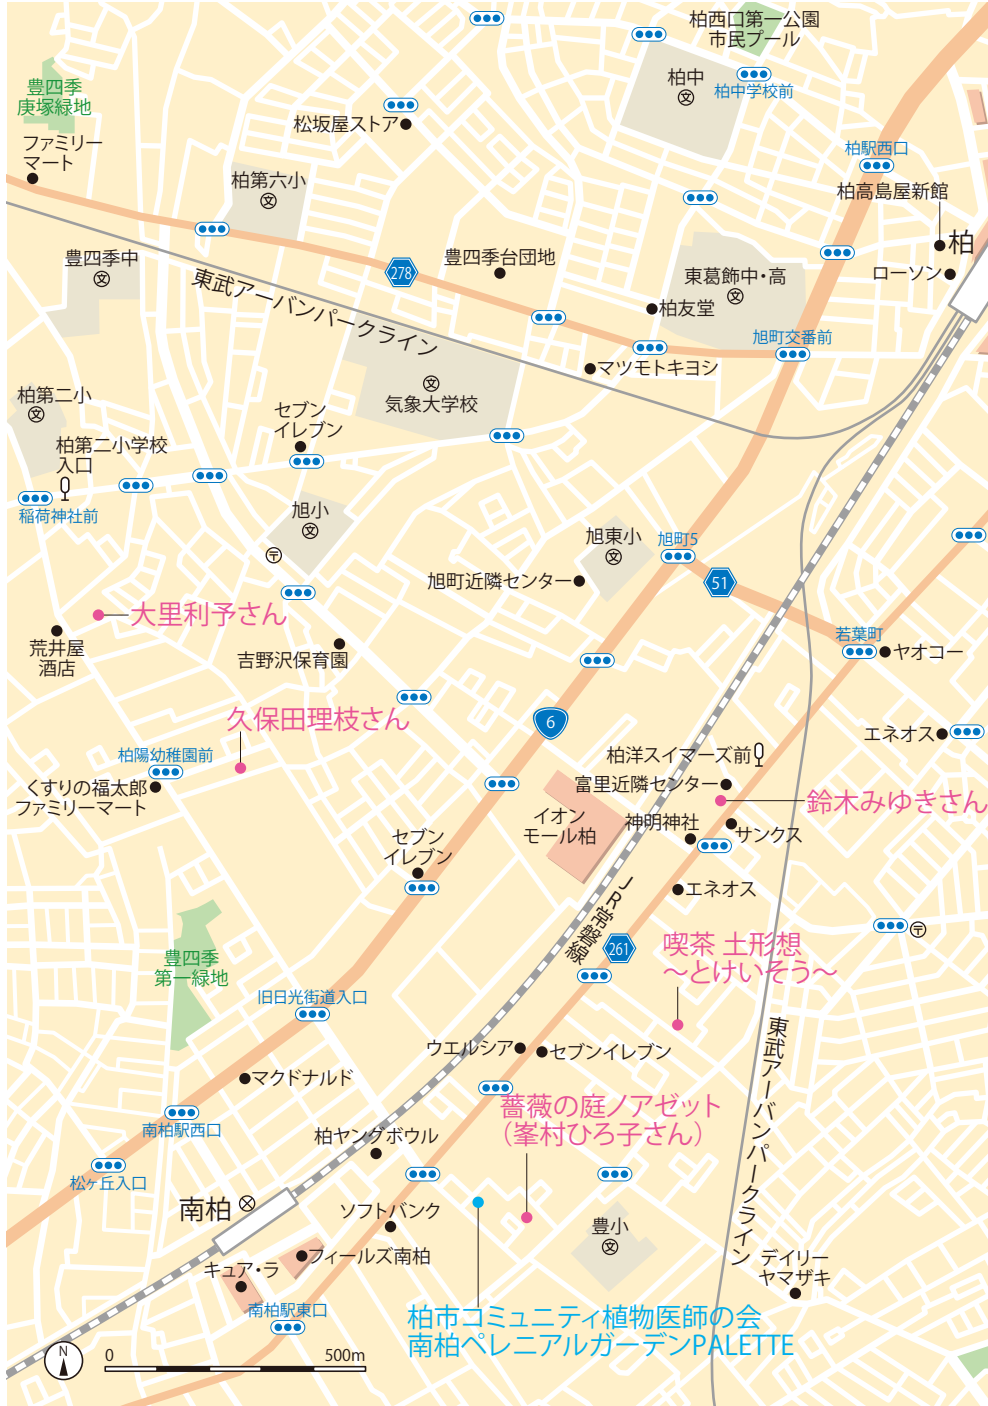 柏西口第一公園
市民プール
豊四季
庚塚緑地
柏中
柏中学校前
松坂屋ストア
ファミリー
マート
柏駅西口
柏第六小
柏高島屋新館
柏
豊四季中
278
豊四季台団地
東葛飾中・高
ローソン
東武アーバンパークライン
柏友堂
旭町交番前
マツモトキヨシ
柏第二小
気象大学校
セブン
イレブン
柏第二小学校
入口
稲荷神社前
旭小
旭東小
旭町5
旭町近隣センター
51
大里利予さん
荒井屋
酒店
吉野沢保育園
若葉町
ヤオコー
久保田理枝さん
6
エネオス
柏陽幼稚園前
柏洋スイマーズ前
くすりの福太郎
ファミリーマート
富里近隣センター
鈴木みゆきさん
イオン
モール柏
神明神社
サンクス
セブン
イレブン
エネオス
JR常磐線
261
喫茶 土形想
～とけいそう～
豊四季
第一緑地
旧日光街道入口
ウエルシア
セブンイレブン
東武アーバンパークライン
マクドナルド
薔薇の庭ノアゼット
（峯村ひろ子さん）
南柏駅西口
柏ヤングボウル
松ヶ丘入口
南柏
ソフトバンク
豊小
フィールズ南柏
キュア・ラ
デイリー
ヤマザキ
南柏駅東口
柏市コミュニティ植物医師の会
南柏ペレニアルガーデンPALETTE
N
0
500m